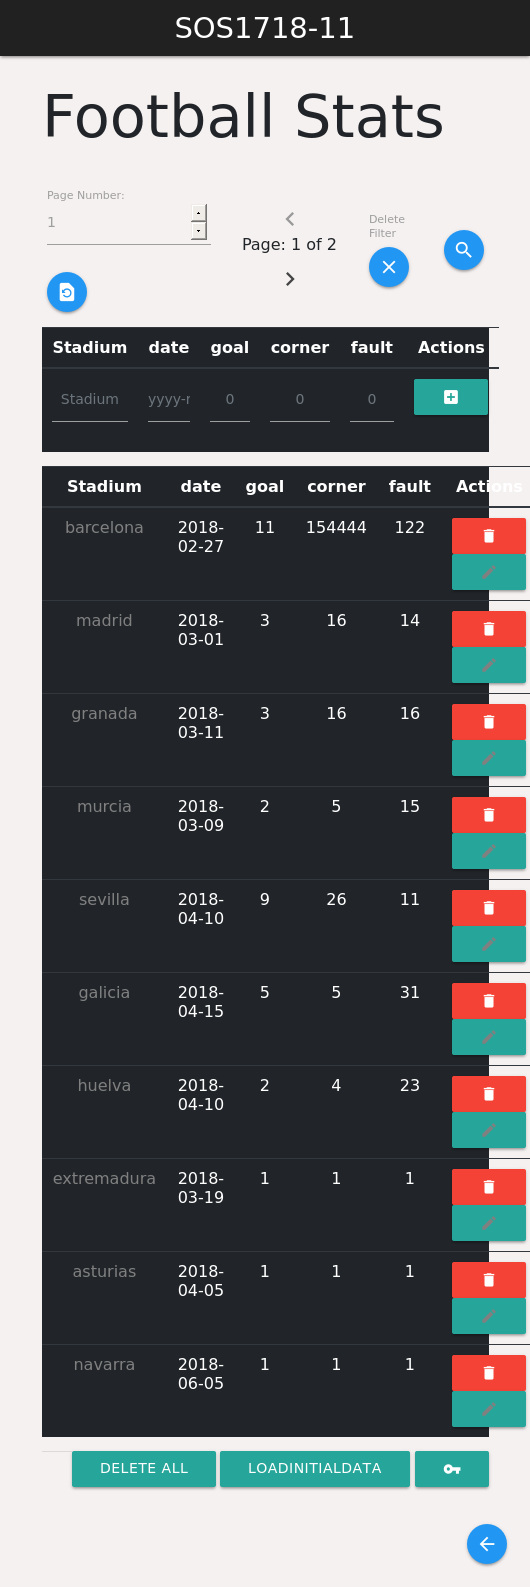 SOS1718-11
Football Stats
Page Number:
1
Page: 1 of 2
Delete
Filter
Stadium date goal corner fault Actions
Stadium yyyy-r 0 0 0
Stadium date goal corner fault Actions
barcelona 2018-02-27 11 154444 122
madrid 2018-03-01 3 16 14
granada 2018-03-11 3 16 16
murcia 2018-03-09 2 5 15
sevilla 2018-04-10 9 26 11
galicia 2018-04-15 5 5 31
huelva 2018-04-10 2 4 23
extremadura 2018-03-19 1 1 1
asturias 2018-04-05 1 1 1
navarra 2018-06-05 1 1 1
DELETE ALL LOADINITIALDATA